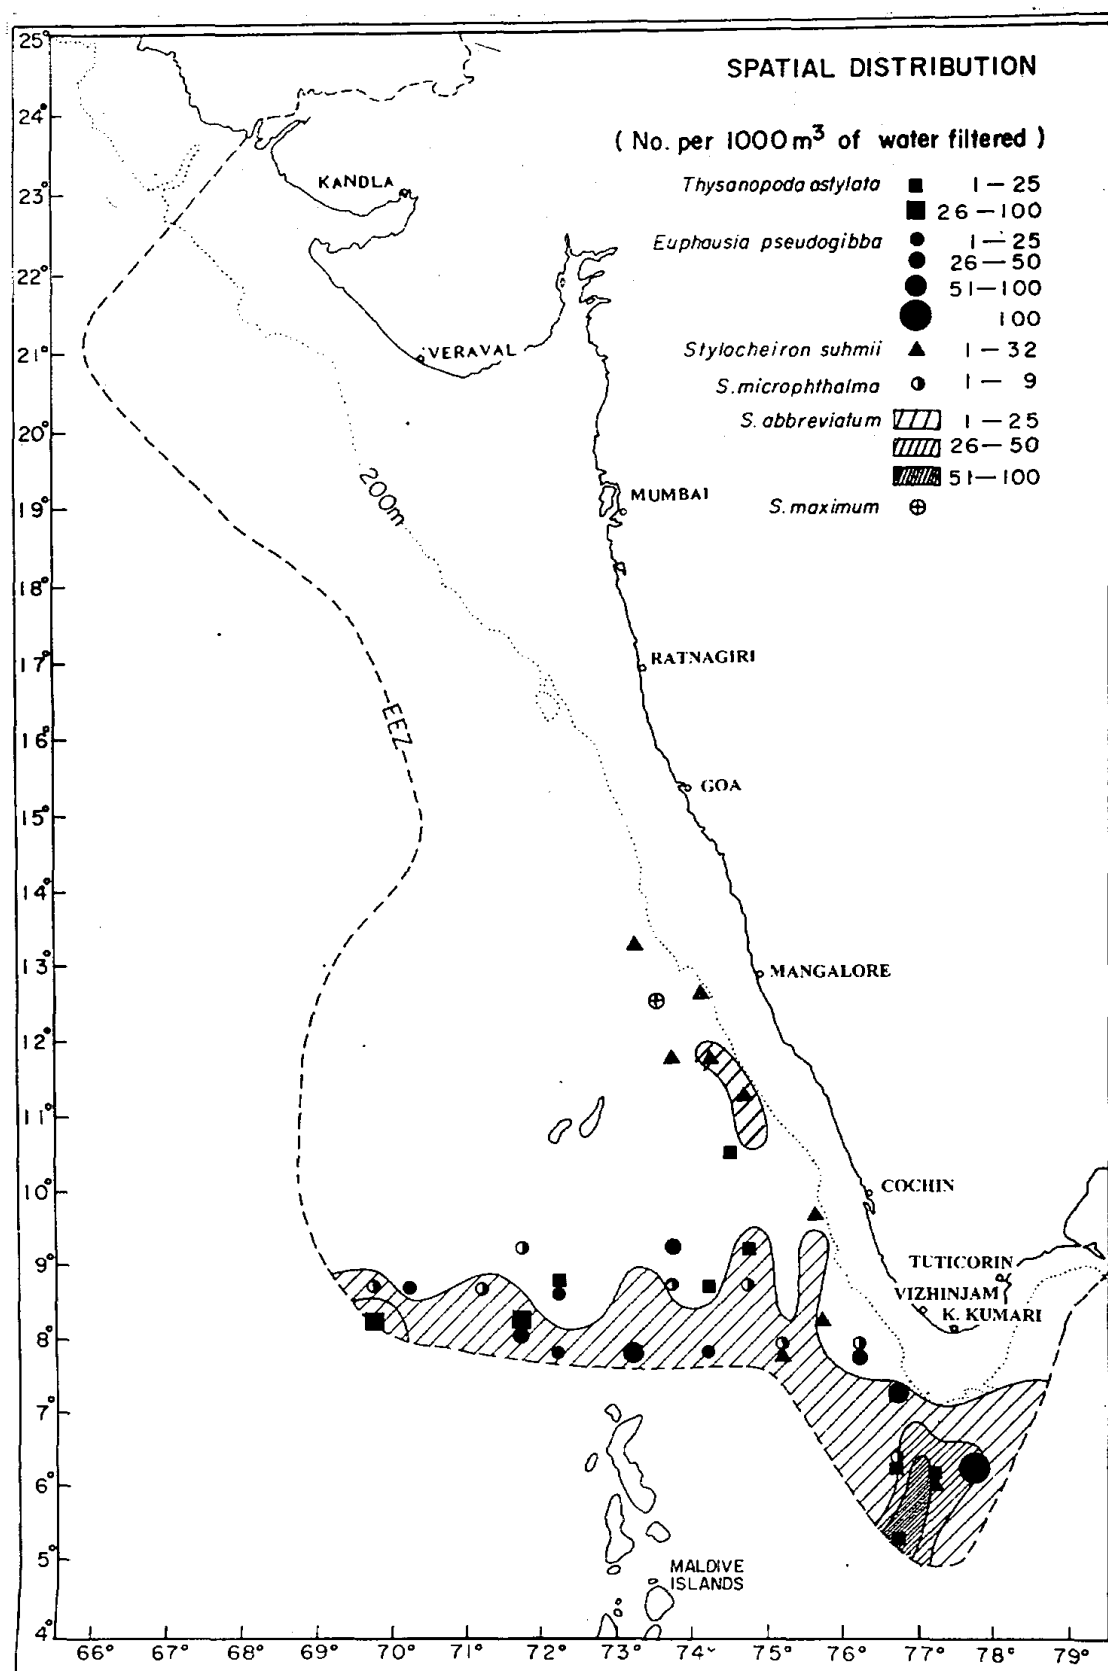 SPATIAL DISTRIBUTION
( No. per 1000 m³ of water filtered )
Thysanopoda astylata ■ 1 – 25
■ 26 – 100
Euphausia pseudogibba ● 1 – 25
● 26 – 50
● 51 – 100
● 100
Stylocheiron suhmii ▲ 1 – 32
S. microphthalma ◑ 1 – 9
S. abbreviatum 1 – 25
26 – 50
51 – 100
S. maximum ⊕
25°
24°
23°
22°
21°
20°
19°
18°
17°
16°
15°
14°
13°
12°
11°
10°
9°
8°
7°
6°
5°
4°
KANDLA
VERAVAL
200m
MUMBAI
RATNAGIRI
EEZ
GOA
MANGALORE
COCHIN
TUTICORIN
VIZHINJAM
K. KUMARI
MALDIVE
ISLANDS
66° 67° 68° 69° 70° 71° 72° 73° 74° 75° 76° 77° 78° 79°